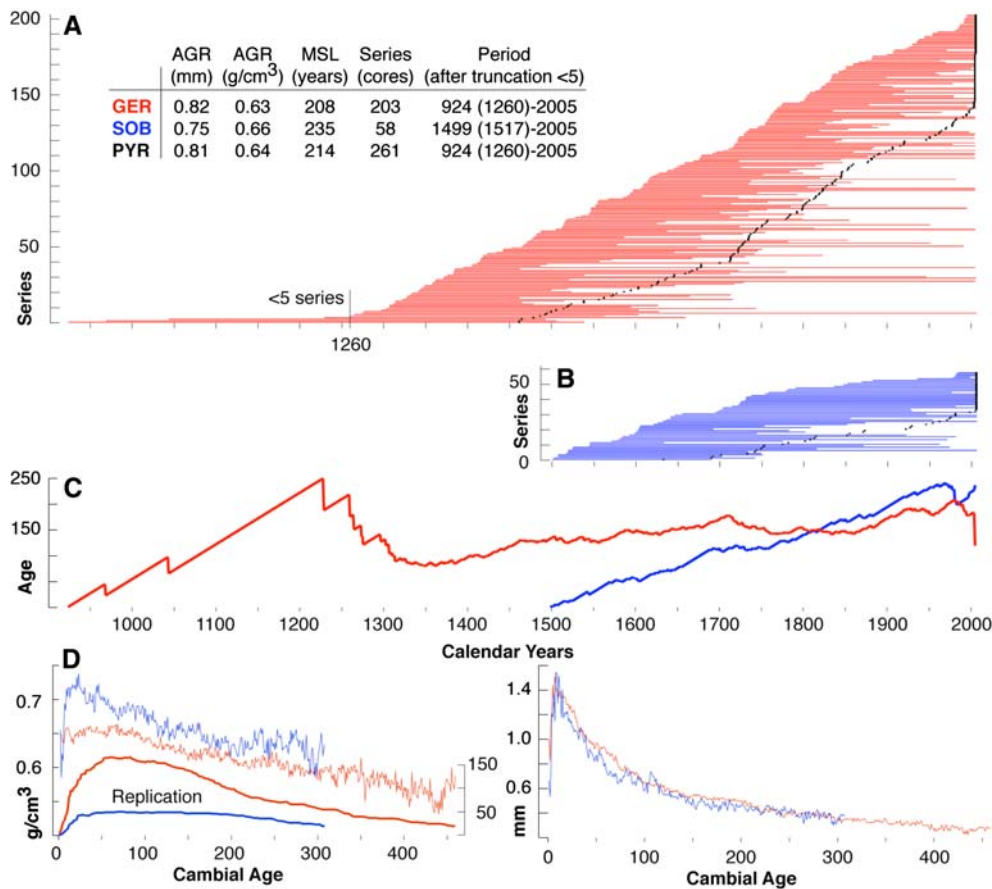 A
200
150
100
50
Series
AGR AGR MSL Series Period
(mm) (g/cm3) (years) (cores) (after truncation <5)
GER 0.82 0.63 208 203 924 (1260)-2005
SOB 0.75 0.66 235 58 1499 (1517)-2005
PYR 0.81 0.64 214 261 924 (1260)-2005
<5 series
1260
B
50
0
Series
C
250
150
50
Age
1000 1100 1200 1300 1400 1500 1600 1700 1800 1900 2000
Calendar Years
D
0.7
0.6
g/cm3
Replication
150
50
0 100 200 300 400
Cambial Age
1.4
1.0
0.6
mm
0 100 200 300 400
Cambial Age